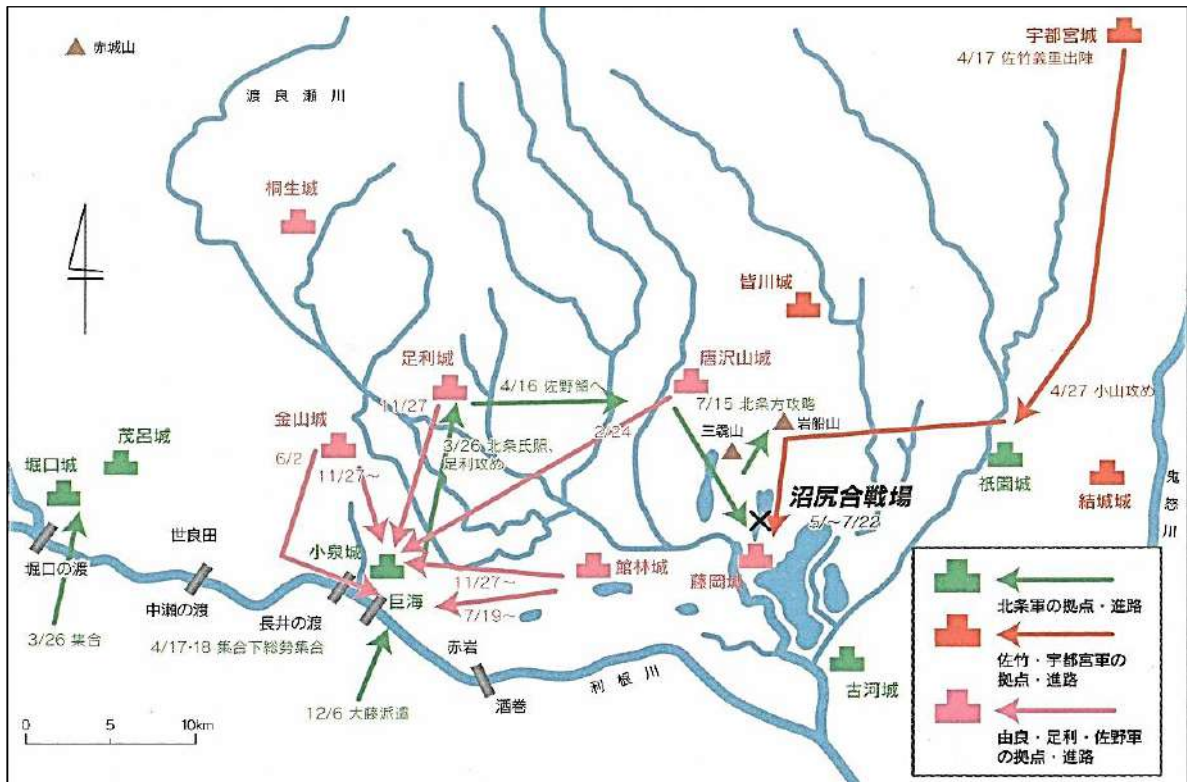 赤城山
宇都宮城
4/17 佐竹義重出陣
渡良瀬川
桐生城
皆川城
足利城
唐沢山城
4/16 佐野領へ
4/27 小山攻め
11/27
7/15 北条方攻略
岩船山
金山城
2/24
三毳山
3/26 北条氏照、
足利攻め
茂呂城
6/2
堀口城
11/27～
祇園城
沼尻合戦場
5/～7/22
結城城
鬼怒川
世良田
小泉城
館林城
藤岡城
堀口の渡
11/27～
巨海
中瀬の渡
7/19～
北条軍の拠点・進路
長井の渡
3/26 集合
4/17・18 集合下総勢集合
赤岩
佐竹・宇都宮軍の
拠点・進路
利根川
古河城
酒巻
12/6 大藤派遣
0 5 10km
由良・足利・佐野軍
の拠点・進路